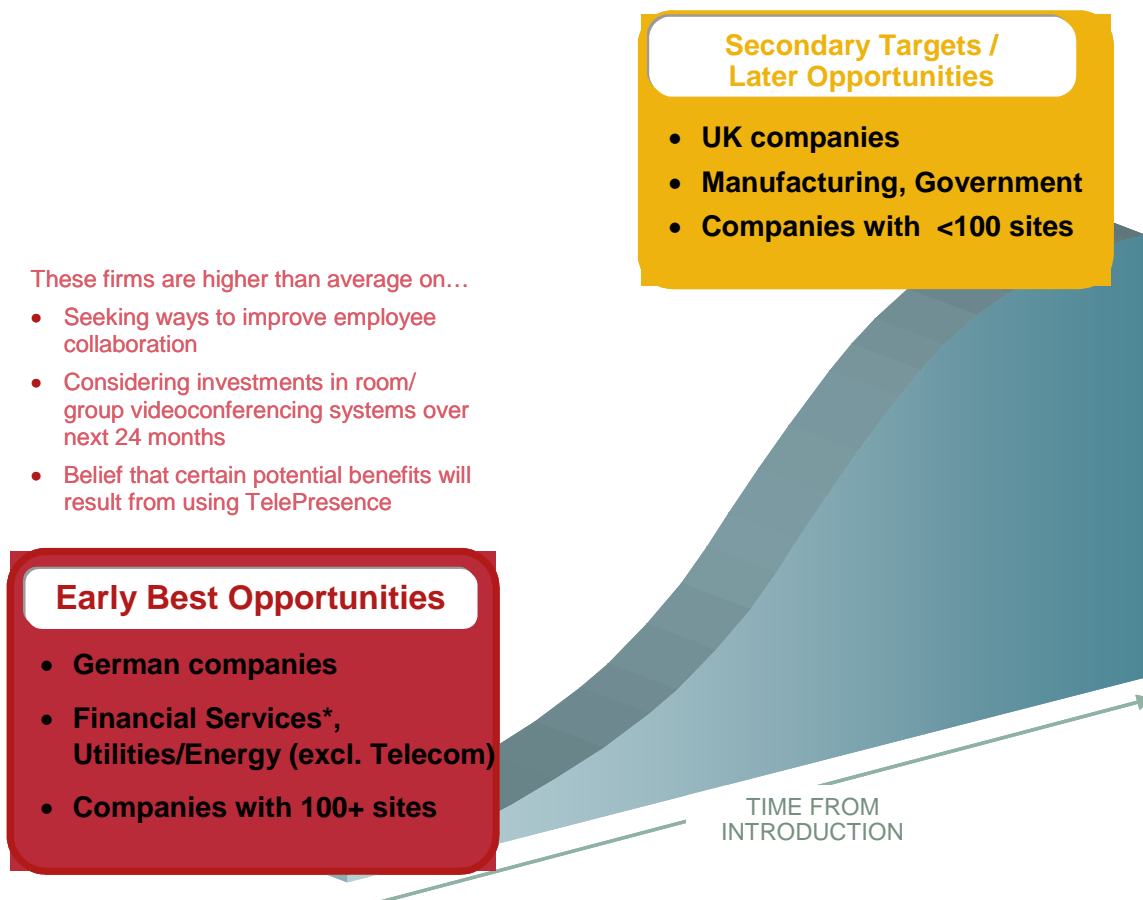 Secondary Targets /
Later Opportunities
• UK companies
• Manufacturing, Government
• Companies with <100 sites
These firms are higher than average on…
• Seeking ways to improve employee
collaboration
• Considering investments in room/
group videoconferencing systems over
next 24 months
• Belief that certain potential benefits will
result from using TelePresence
Early Best Opportunities
• German companies
• Financial Services*,
Utilities/Energy (excl. Telecom)
• Companies with 100+ sites
TIME FROM
INTRODUCTION